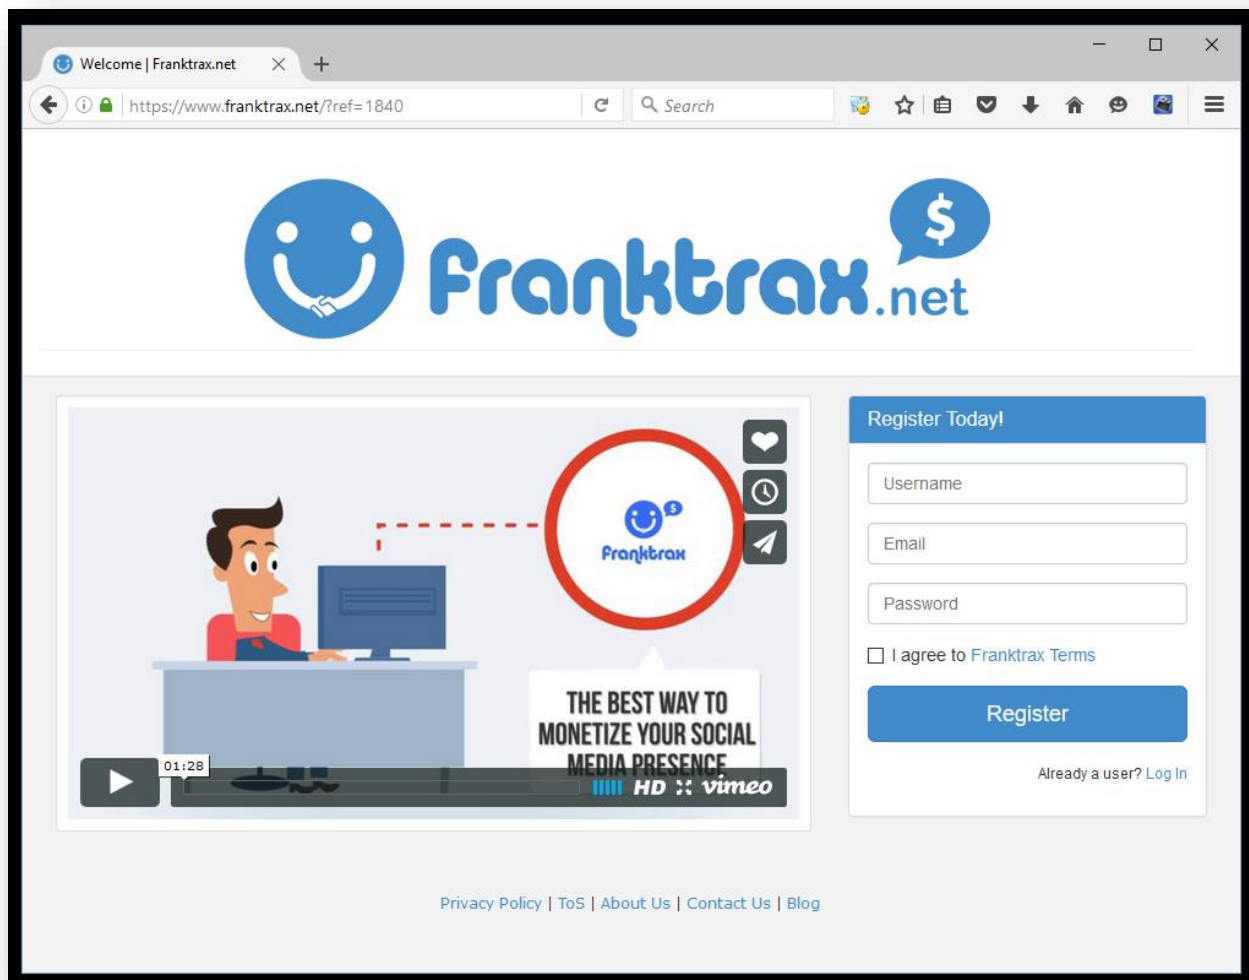 Welcome | Franktrax.net
https://www.franktrax.net/?ref=1840
Search
franktrax.net
$
Register Today!
Username
Email
Password
I agree to Franktrax Terms
Register
Already a user? Log In
$
Franktrax
THE BEST WAY TO
MONETIZE YOUR SOCIAL
MEDIA PRESENCE
01:28
HD vimeo
Privacy Policy | ToS | About Us | Contact Us | Blog